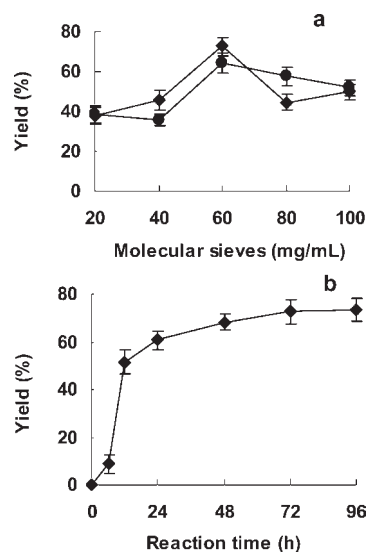 a
80
60
40
20
0
Yield (%)
20 40 60 80 100
Molecular sieves (mg/mL)
b
80
60
40
20
0
Yield (%)
0 24 48 72 96
Reaction time (h)